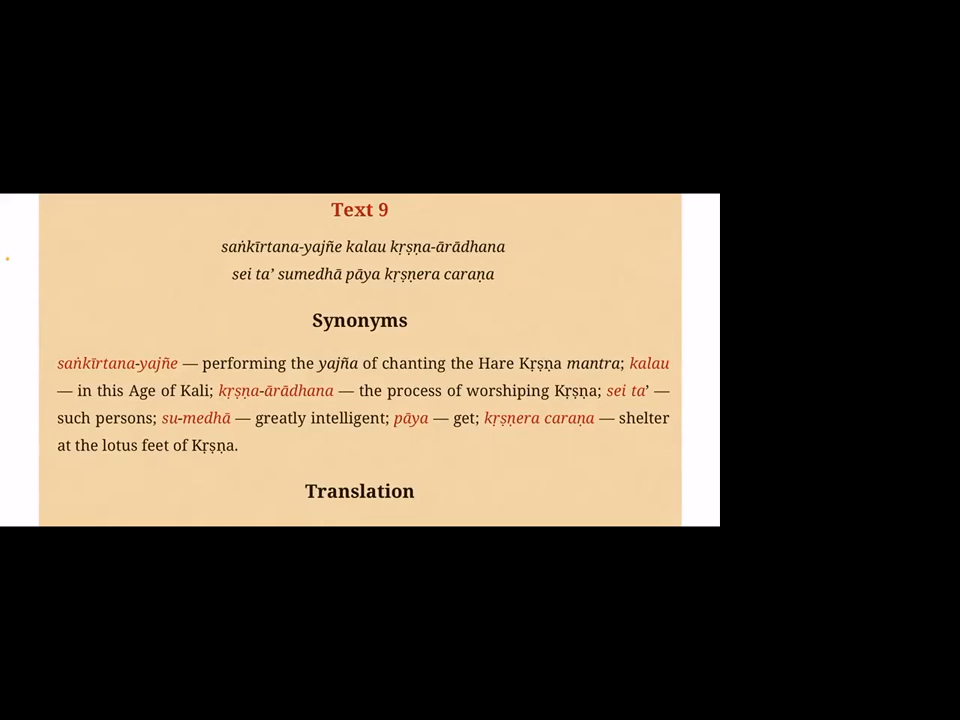 Text 9
saṅkīrtana-yajñe kalau kṛṣṇa-ārādhana
sei ta’ sumedhā pāya kṛṣṇera caraṇa
Synonyms
saṅkīrtana-yajñe — performing the yajña of chanting the Hare Kṛṣṇa mantra; kalau
— in this Age of Kali; kṛṣṇa-ārādhana — the process of worshiping Kṛṣṇa; sei ta’ —
such persons; su-medhā — greatly intelligent; pāya — get; kṛṣṇera caraṇa — shelter
at the lotus feet of Kṛṣṇa.
Translation